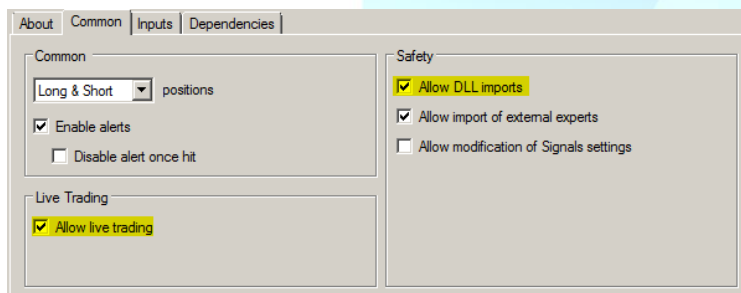 About Common Inputs Dependencies
Common
Long & Short positions
Enable alerts
Disable alert once hit
Live Trading
Allow live trading
Safety
Allow DLL imports
Allow import of external experts
Allow modification of Signals settings